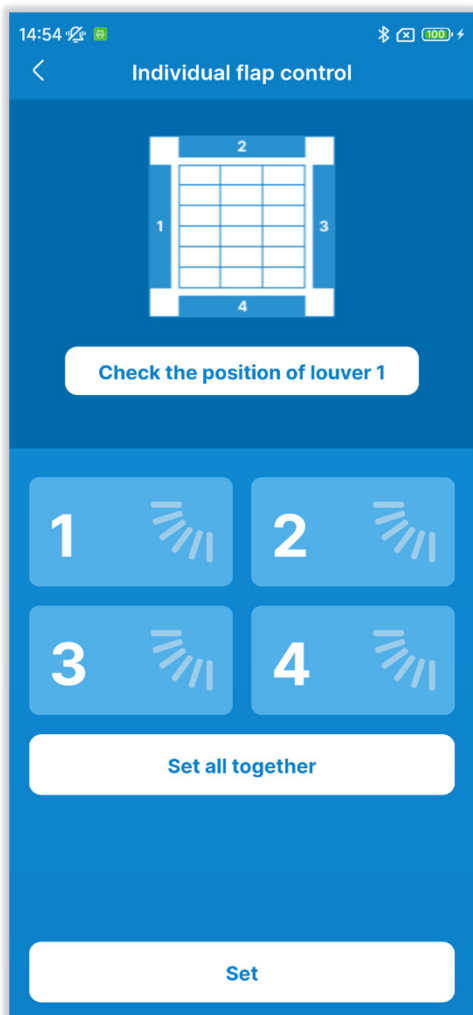 14:54
100
Individual flap control
2
1
3
4
Check the position of louver 1
1
2
3
4
Set all together
Set